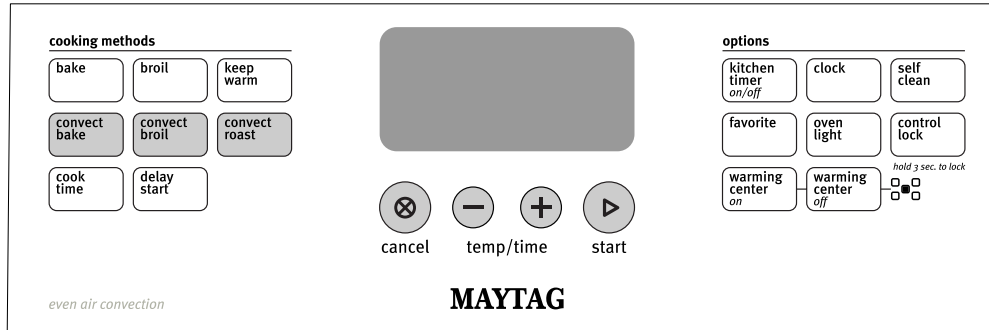 cooking methods
bake
broil
keep
warm
convect
bake
convect
broil
convect
roast
cook
time
delay
start
cancel
temp/time
start
options
kitchen
timer
on/off
clock
self
clean
favorite
oven
light
control
lock
hold 3 sec. to lock
warming
center
on
warming
center
off
even air convection
MAYTAG